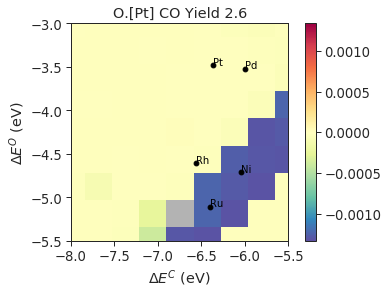 O.[Pt] CO Yield 2.6
−3.0
−3.5
−4.0
−4.5
−5.0
−5.5
ΔE^O (eV)
Pt
Pd
Rh
Ni
Ru
−8.0 −7.5 −7.0 −6.5 −6.0 −5.5
ΔE^C (eV)
0.0010
0.0005
0.0000
−0.0005
−0.0010